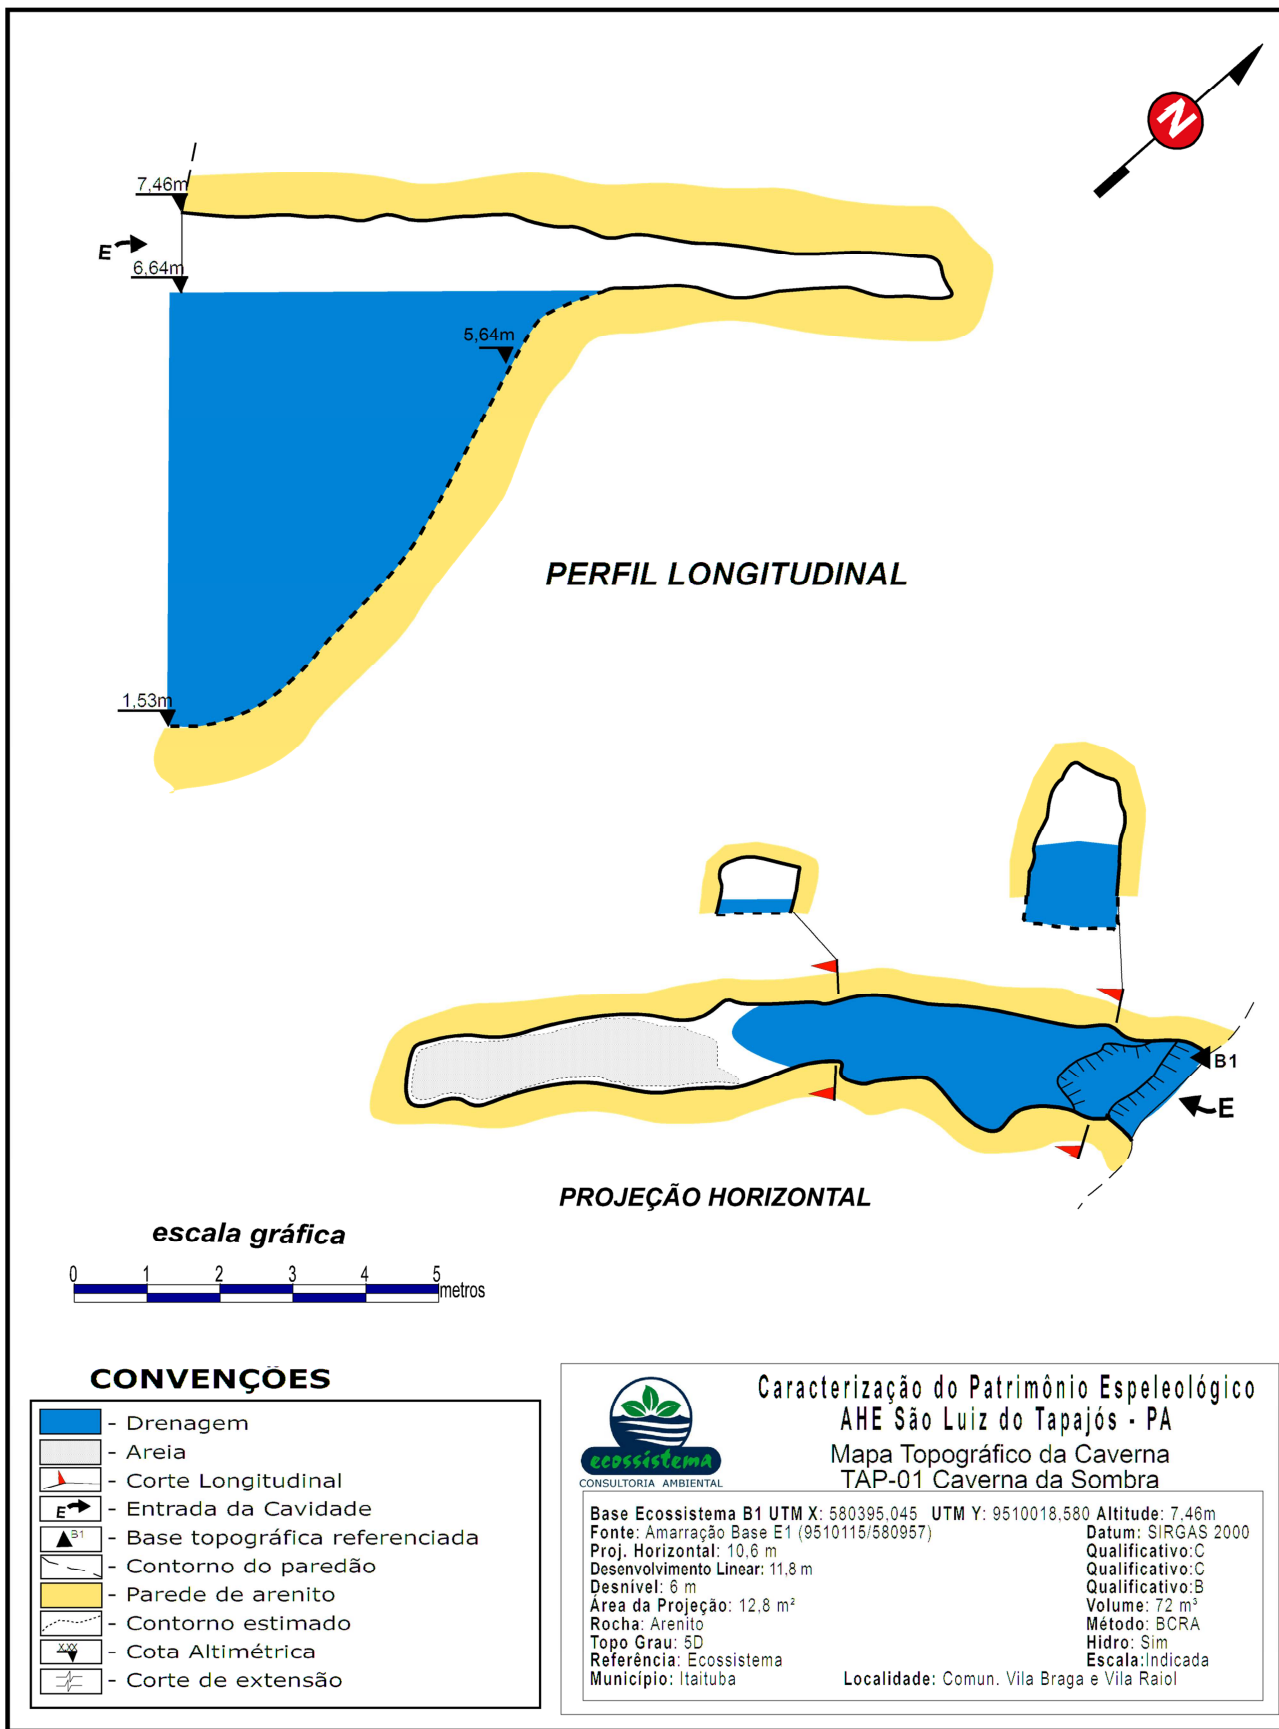 N
7,46m
E
6,64m
5,64m
PERFIL LONGITUDINAL
1,53m
B1
E
PROJEÇÃO HORIZONTAL
escala gráfica
0 1 2 3 4 5
metros
CONVENÇÕES
- Drenagem
- Areia
- Corte Longitudinal
E - Entrada da Cavidade
B1 - Base topográfica referenciada
- Contorno do paredão
- Parede de arenito
- Contorno estimado
X,XX - Cota Altimétrica
- Corte de extensão
ecossistema
CONSULTORIA AMBIENTAL
Caracterização do Patrimônio Espeleológico
AHE São Luiz do Tapajós - PA
Mapa Topográfico da Caverna
TAP-01 Caverna da Sombra
Base Ecossistema B1 UTM X: 580395,045 UTM Y: 9510018,580 Altitude: 7,46m
Fonte: Amarração Base E1 (9510115/580957) Datum: SIRGAS 2000
Proj. Horizontal: 10,6 m Qualificativo:C
Desenvolvimento Linear: 11,8 m Qualificativo:C
Desnível: 6 m Qualificativo:B
Área da Projeção: 12,8 m² Volume: 72 m³
Rocha: Arenito Método: BCRA
Topo Grau: 5D Hidro: Sim
Referência: Ecossistema Escala:Indicada
Município: Itaituba Localidade: Comun. Vila Braga e Vila Raiol